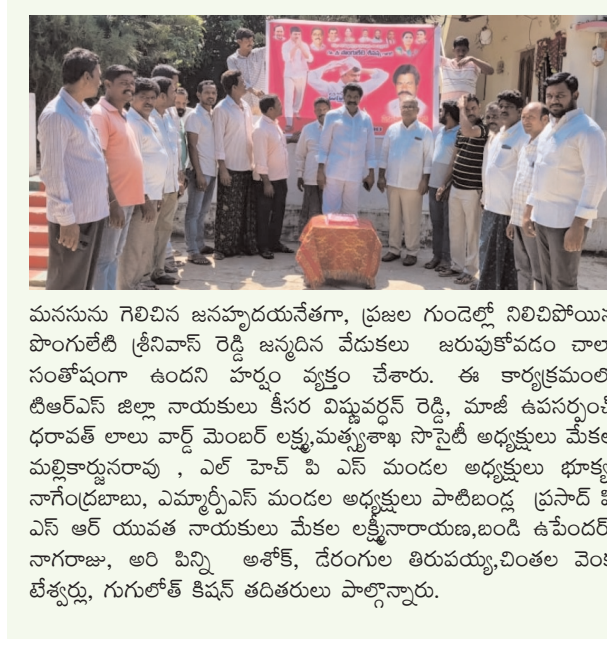 మనసును గెలిచిన జనహృదయనేతగా, ప్రజల గుండెల్లో నిలిచిపోయిన
పొంగులేటి శ్రీనివాస్ రెడ్డి జన్మదిన వేడుకలు జరుపుకోవడం చాలా
సంతోషంగా ఉందని హర్షం వ్యక్తం చేశారు. ఈ కార్యక్రమంలో
టిఆర్ఎస్ జిల్లా నాయకులు కీసర విష్ణువర్ధన్ రెడ్డి, మాజీ ఉపసర్పంచ్
ధరావత్ లాలు వార్డ్ మెంబర్ లక్ష్మ,మత్స్యశాఖ సొసైటీ అధ్యక్షులు మేకల
మల్లికార్జునరావు , ఎల్ హెచ్ పి ఎస్ మండల అధ్యక్షులు భూక్య
నాగేంద్రబాబు, ఎమ్మార్పీఎస్ మండల అధ్యక్షులు పాటిబండ్ల ప్రసాద్ పి
ఎస్ ఆర్ యువత నాయకులు మేకల లక్ష్మీనారాయణ,బండి ఉపేందర్
నాగరాజు, అరి పిన్ని అశోక్, డేరంగుల తిరుపయ్య,చింతల వెంక
టేశ్వర్లు, గుగులోత్ కిషన్ తదితరులు పాల్గొన్నారు.